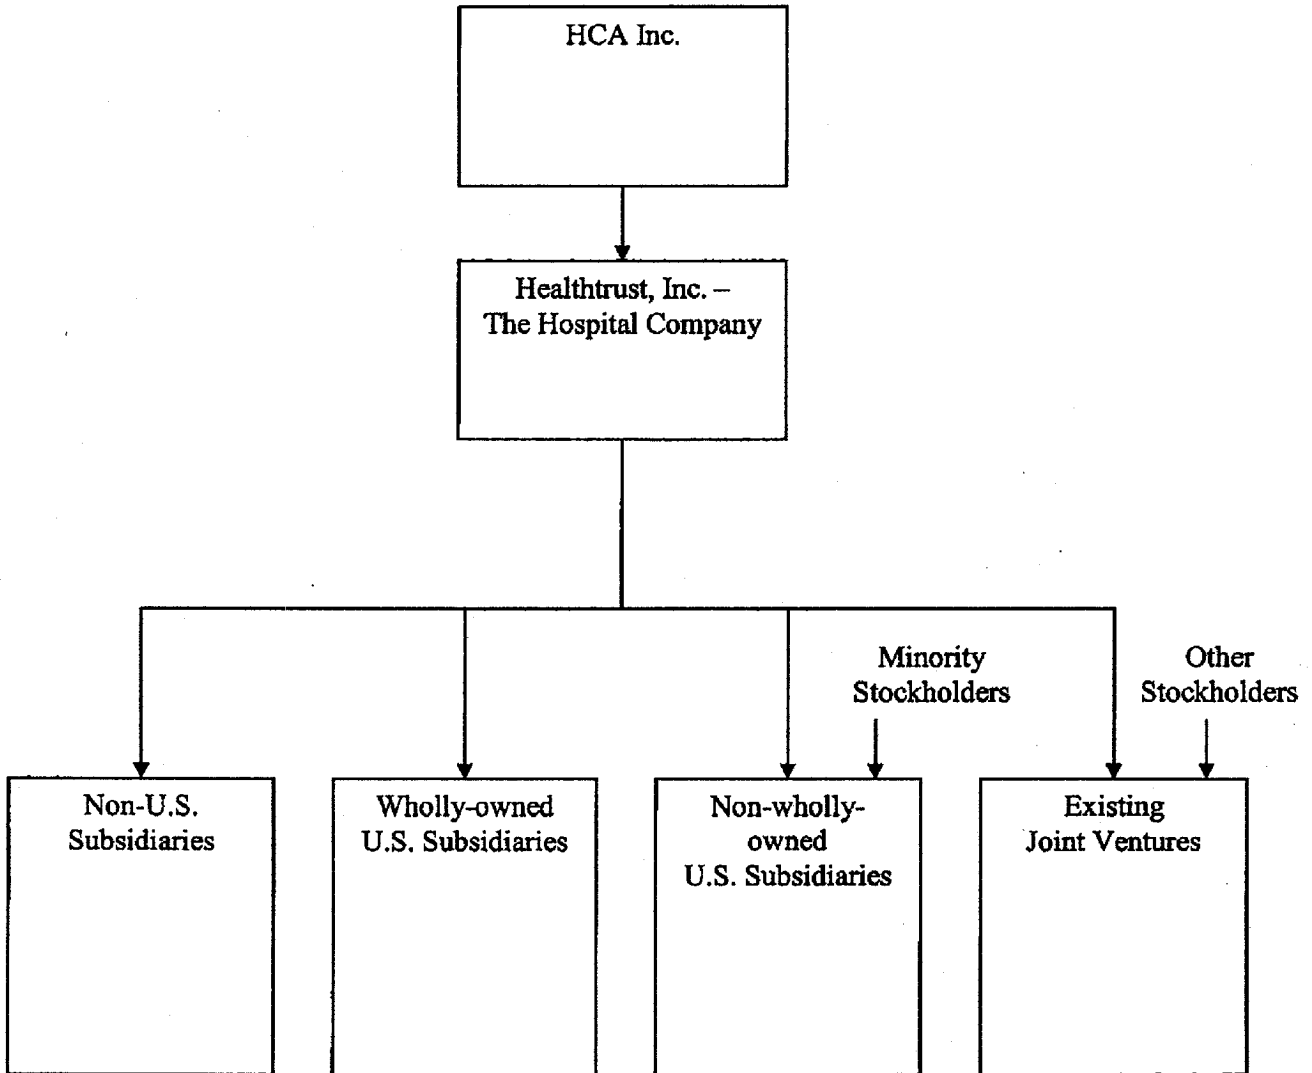 HCA Inc.
Healthtrust, Inc. –
The Hospital Company
Minority
Stockholders
Other
Stockholders
Non-U.S.
Subsidiaries
Wholly-owned
U.S. Subsidiaries
Non-wholly-
owned
U.S. Subsidiaries
Existing
Joint Ventures